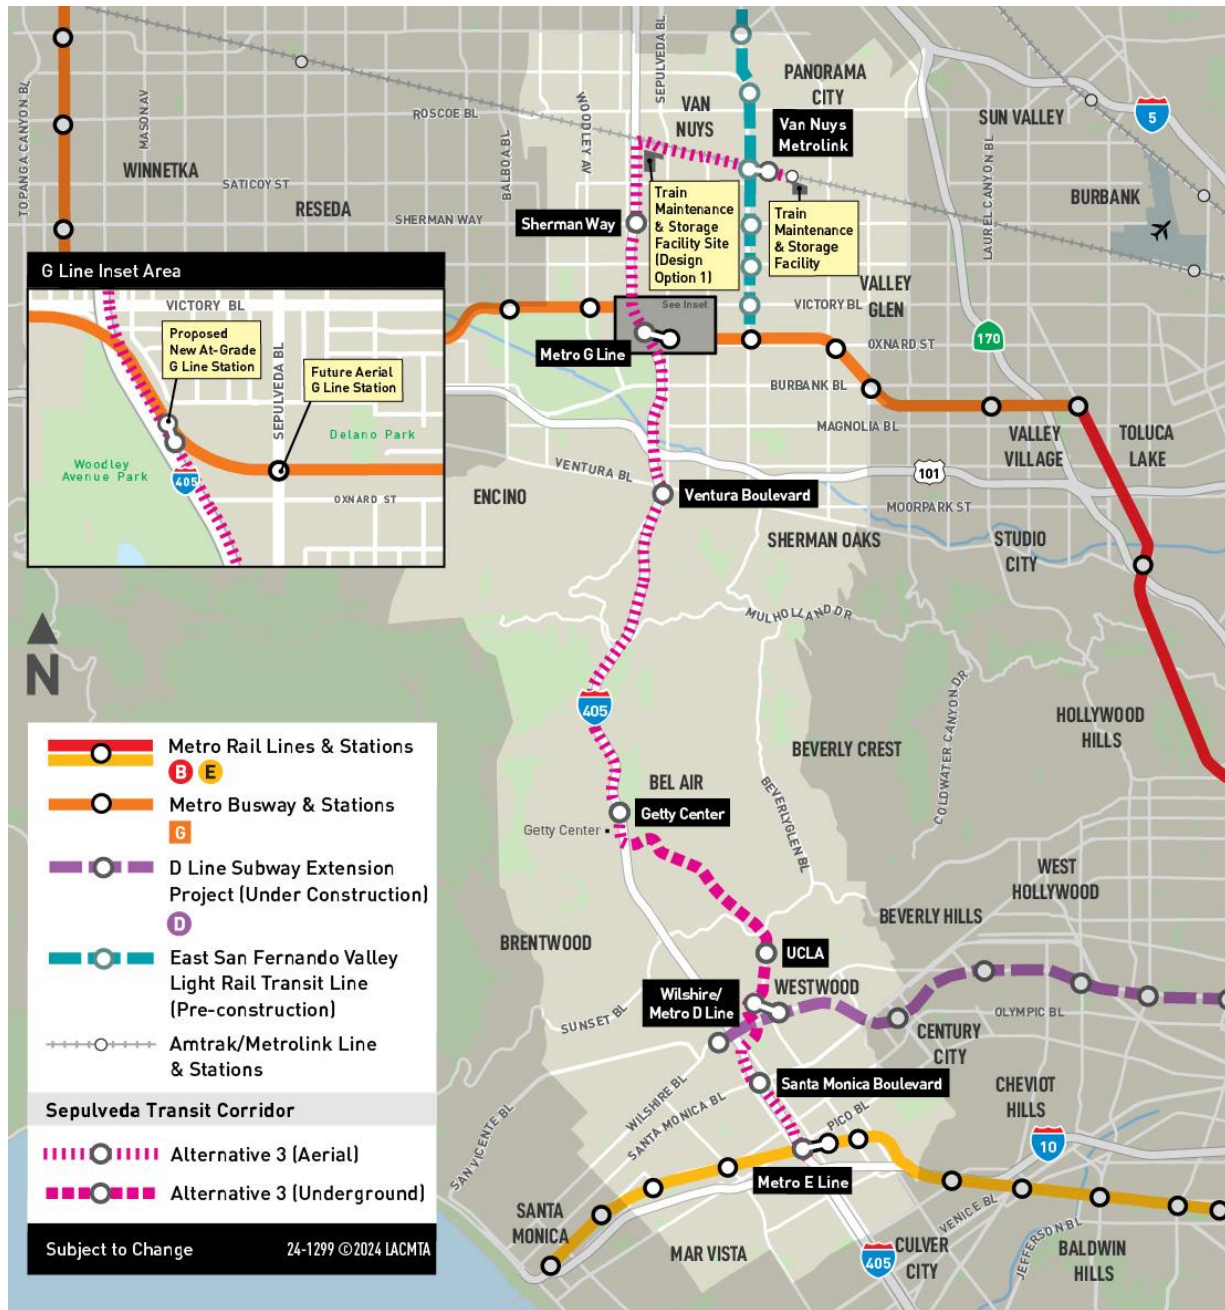 TOPANGA CANYON BL
MASON AV
WINNETKA
SATICOY ST
RESEDA
SHERMAN WAY
ROSCOE BL
BALBOA BL
WOODLEY AV
SEPULVEDA BL
VAN
NUYS
PANORAMA
CITY
Van Nuys
Metrolink
SUN VALLEY
5
LAUREL CANYON BL
BURBANK
Sherman Way
Train
Maintenance
& Storage
Facility Site
(Design
Option 1)
Train
Maintenance
& Storage
Facility
VALLEY
GLEN
VICTORY BL
See Inset
Metro G Line
OXNARD ST
170
BURBANK BL
MAGNOLIA BL
VALLEY
VILLAGE
TOLUCA
LAKE
G Line Inset Area
VICTORY BL
Proposed
New At-Grade
G Line Station
SEPULVEDA BL
Future Aerial
G Line Station
Delano Park
Woodley
Avenue Park
405
OXNARD ST
VENTURA BL
101
ENCINO
Ventura Boulevard
MOORPARK ST
SHERMAN OAKS
STUDIO
CITY
MULHOLLAND DR
N
405
COLDWATER CANYON DR
HOLLYWOOD
HILLS
BEVERLY CREST
BEL AIR
BEVERLY GLEN BL
Getty Center
Getty Center
WEST
HOLLYWOOD
BEVERLY HILLS
BRENTWOOD
UCLA
WESTWOOD
Wilshire/
Metro D Line
SUNSET BL
OLYMPIC BL
CENTURY
CITY
Santa Monica Boulevard
CHEVIOT
HILLS
WILSHIRE BL
SANTA MONICA BL
SAN VICENTE BL
PICO BL
10
Metro E Line
SANTA
MONICA
VENICE BL
JEFFERSON BL
MAR VISTA
405
CULVER
CITY
BALDWIN
HILLS
Metro Rail Lines & Stations
B E
Metro Busway & Stations
G
D Line Subway Extension
Project (Under Construction)
D
East San Fernando Valley
Light Rail Transit Line
(Pre-construction)
Amtrak/Metrolink Line
& Stations
Sepulveda Transit Corridor
Alternative 3 (Aerial)
Alternative 3 (Underground)
Subject to Change
24-1299 ©2024 LACMTA